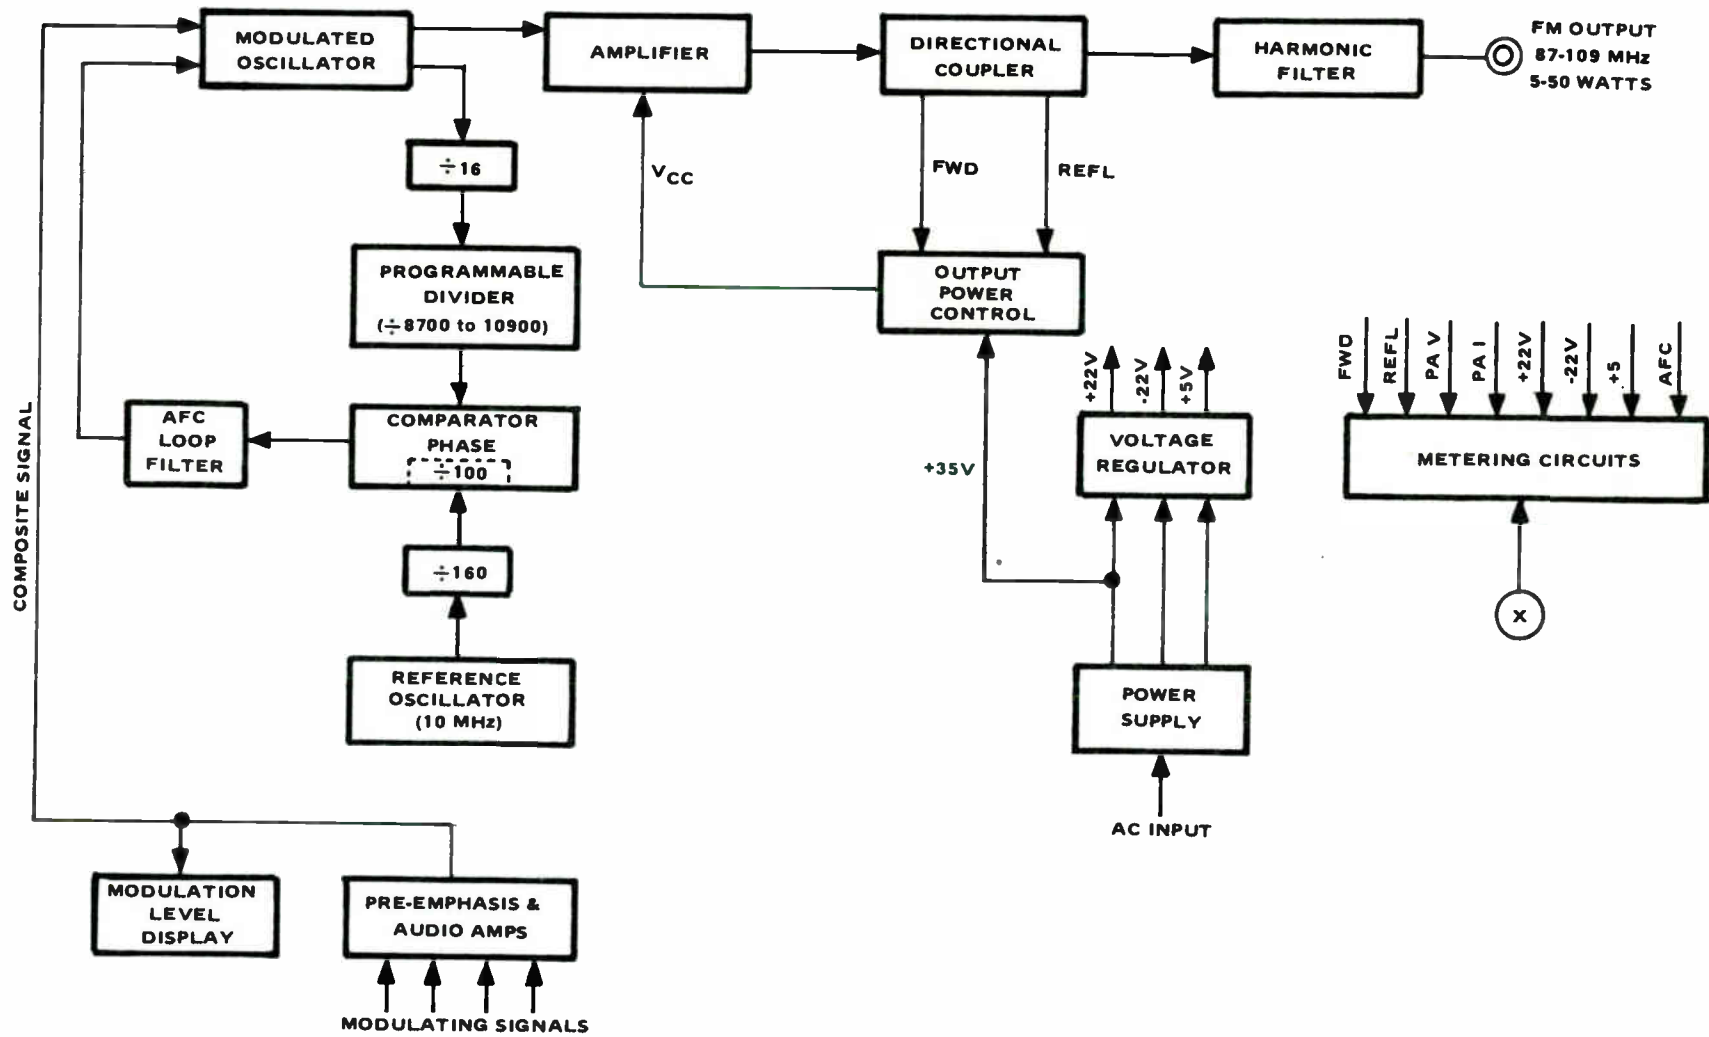 MODULATED
OSCILLATOR
AMPLIFIER
DIRECTIONAL
COUPLER
HARMONIC
FILTER
FM OUTPUT
87-109 MHz
5-50 WATTS
÷16
VCC
FWD
REFL
PROGRAMMABLE
DIVIDER
(÷8700 to 10900)
OUTPUT
POWER
CONTROL
+22V
-22V
+5V
FWD
REFL
PA V
PA I
+22V
-22V
+5
AFC
AFC
LOOP
FILTER
COMPARATOR
PHASE
÷100
+35V
VOLTAGE
REGULATOR
METERING CIRCUITS
COMPOSITE SIGNAL
÷160
X
REFERENCE
OSCILLATOR
(10 MHz)
POWER
SUPPLY
AC INPUT
MODULATION
LEVEL
DISPLAY
PRE-EMPHASIS &
AUDIO AMPS
MODULATING SIGNALS